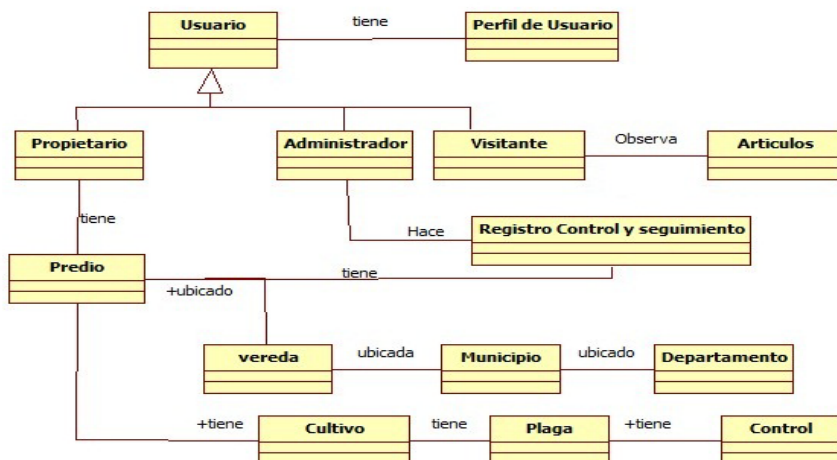 Usuario
tiene
Perfil de Usuario
Propietario
Administrador
Visitante
Observa
Articulos
tiene
Hace
Registro Control y seguimiento
Predio
+ubicado
tiene
vereda
ubicada
Municipio
ubicado
Departamento
+tiene
Cultivo
tiene
Plaga
+tiene
Control